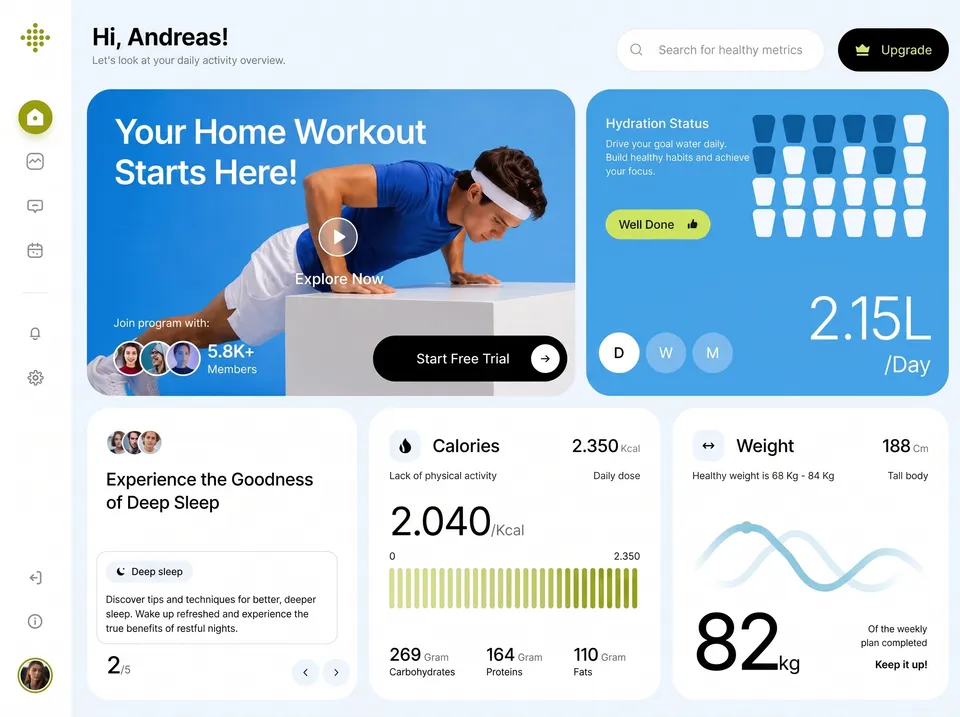 Hi, Andreas!
Let's look at your daily activity overview.
Search for healthy metrics
Upgrade
Your Home Workout
Starts Here!
Explore Now
Join program with:
5.8K+
Members
Start Free Trial
Hydration Status
Drive your goal water daily.
Build healthy habits and achieve
your focus.
Well Done
D
W
M
2.15L
/Day
Experience the Goodness
of Deep Sleep
Deep sleep
Discover tips and techniques for better, deeper
sleep. Wake up refreshed and experience the
true benefits of restful nights.
2/5
Calories
2.350 Kcal
Lack of physical activity
Daily dose
2.040/Kcal
0
2.350
269 Gram
Carbohydrates
164 Gram
Proteins
110 Gram
Fats
Weight
188 Cm
Healthy weight is 68 Kg - 84 Kg
Tall body
82kg
Of the weekly
plan completed
Keep it up!